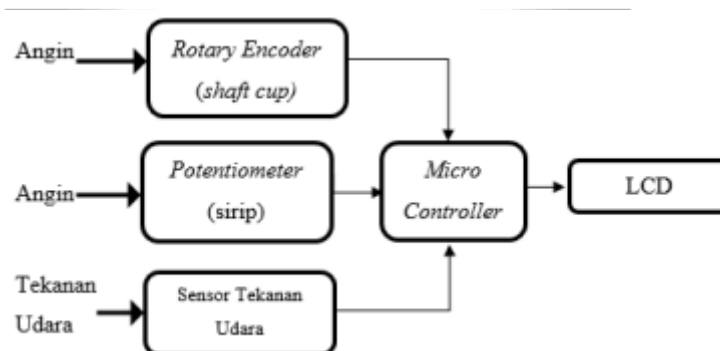 Angin
Rotary Encoder
(shaft cup)
Angin
Potentiometer
(sirip)
Micro
Controller
LCD
Tekanan
Udara
Sensor Tekanan
Udara